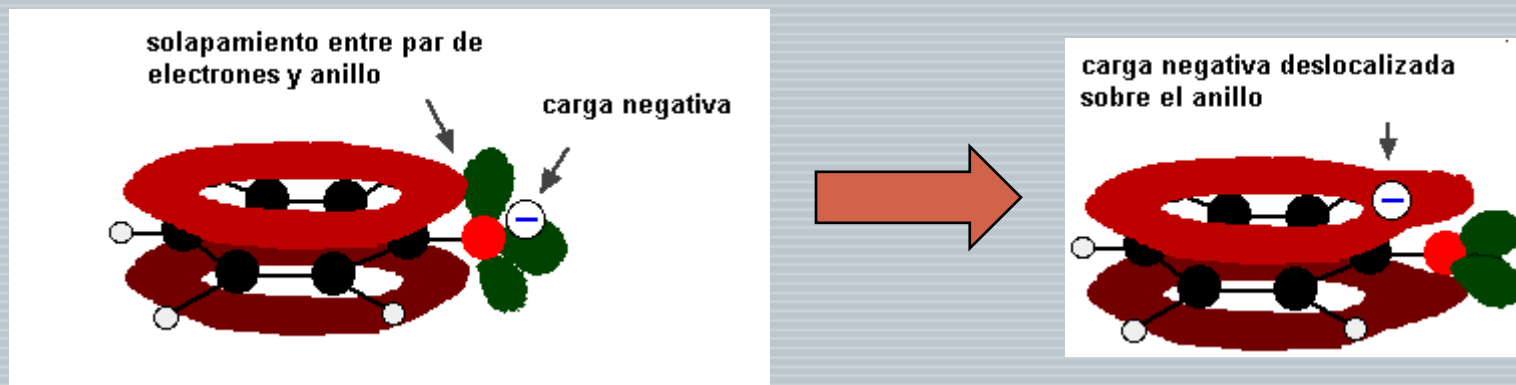 solapamiento entre par de
electrones y anillo
carga negativa
carga negativa deslocalizada
sobre el anillo